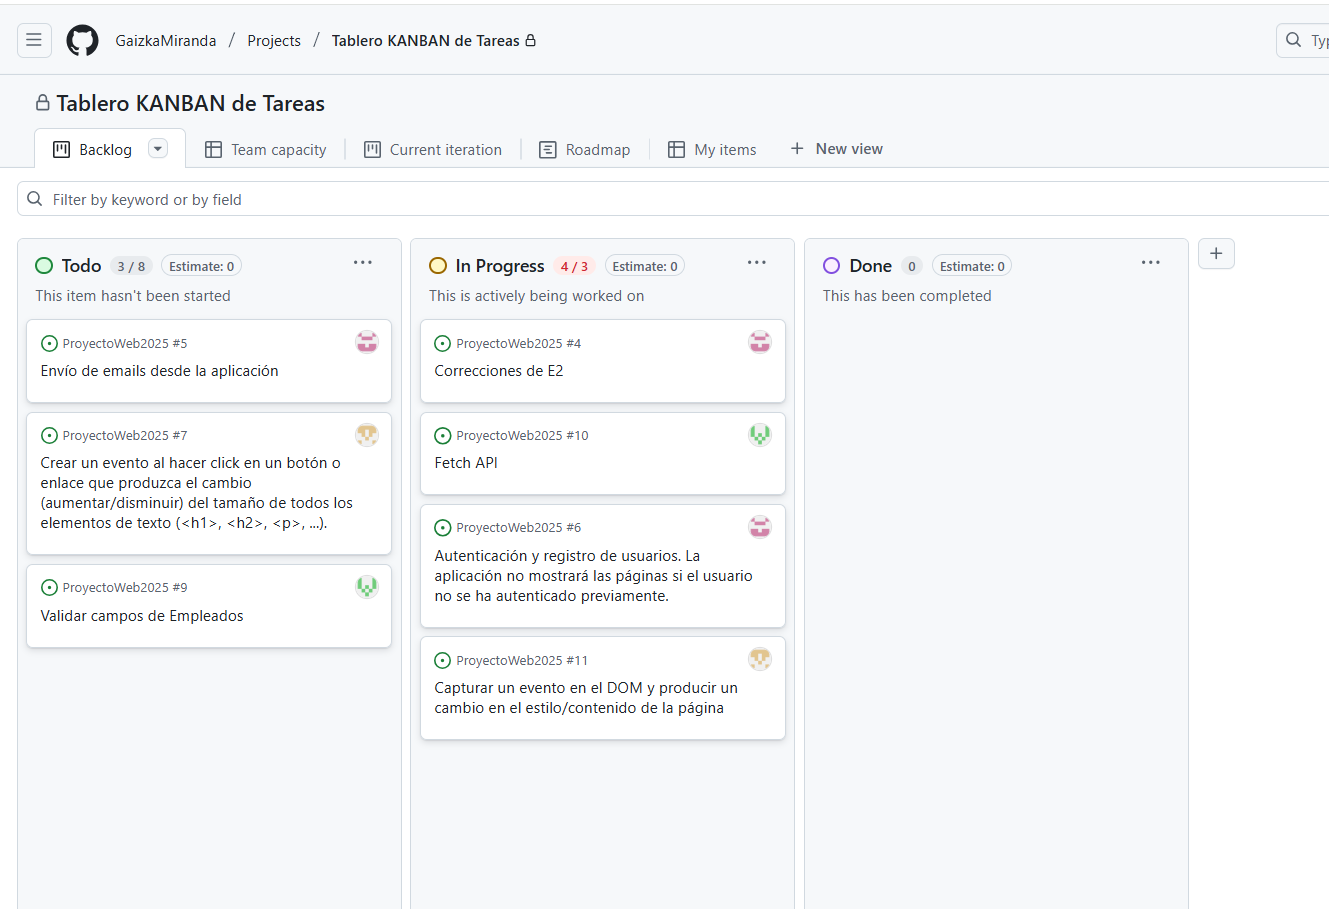 GaizkaMiranda / Projects / Tablero KANBAN de Tareas
Tablero KANBAN de Tareas
Backlog Team capacity Current iteration Roadmap My items + New view
Filter by keyword or by field
Todo 3 / 8 Estimate: 0 ...
This item hasn't been started
ProyectoWeb2025 #5
Envío de emails desde la aplicación
ProyectoWeb2025 #7
Crear un evento al hacer click en un botón o
enlace que produzca el cambio
(aumentar/disminuir) del tamaño de todos los
elementos de texto (<h1>, <h2>, <p>, ...).
ProyectoWeb2025 #9
Validar campos de Empleados
In Progress 4 / 3 Estimate: 0 ...
This is actively being worked on
ProyectoWeb2025 #4
Correcciones de E2
ProyectoWeb2025 #10
Fetch API
ProyectoWeb2025 #6
Autenticación y registro de usuarios. La
aplicación no mostrará las páginas si el usuario
no se ha autenticado previamente.
ProyectoWeb2025 #11
Capturar un evento en el DOM y producir un
cambio en el estilo/contenido de la página
Done 0 Estimate: 0 ...
This has been completed
+